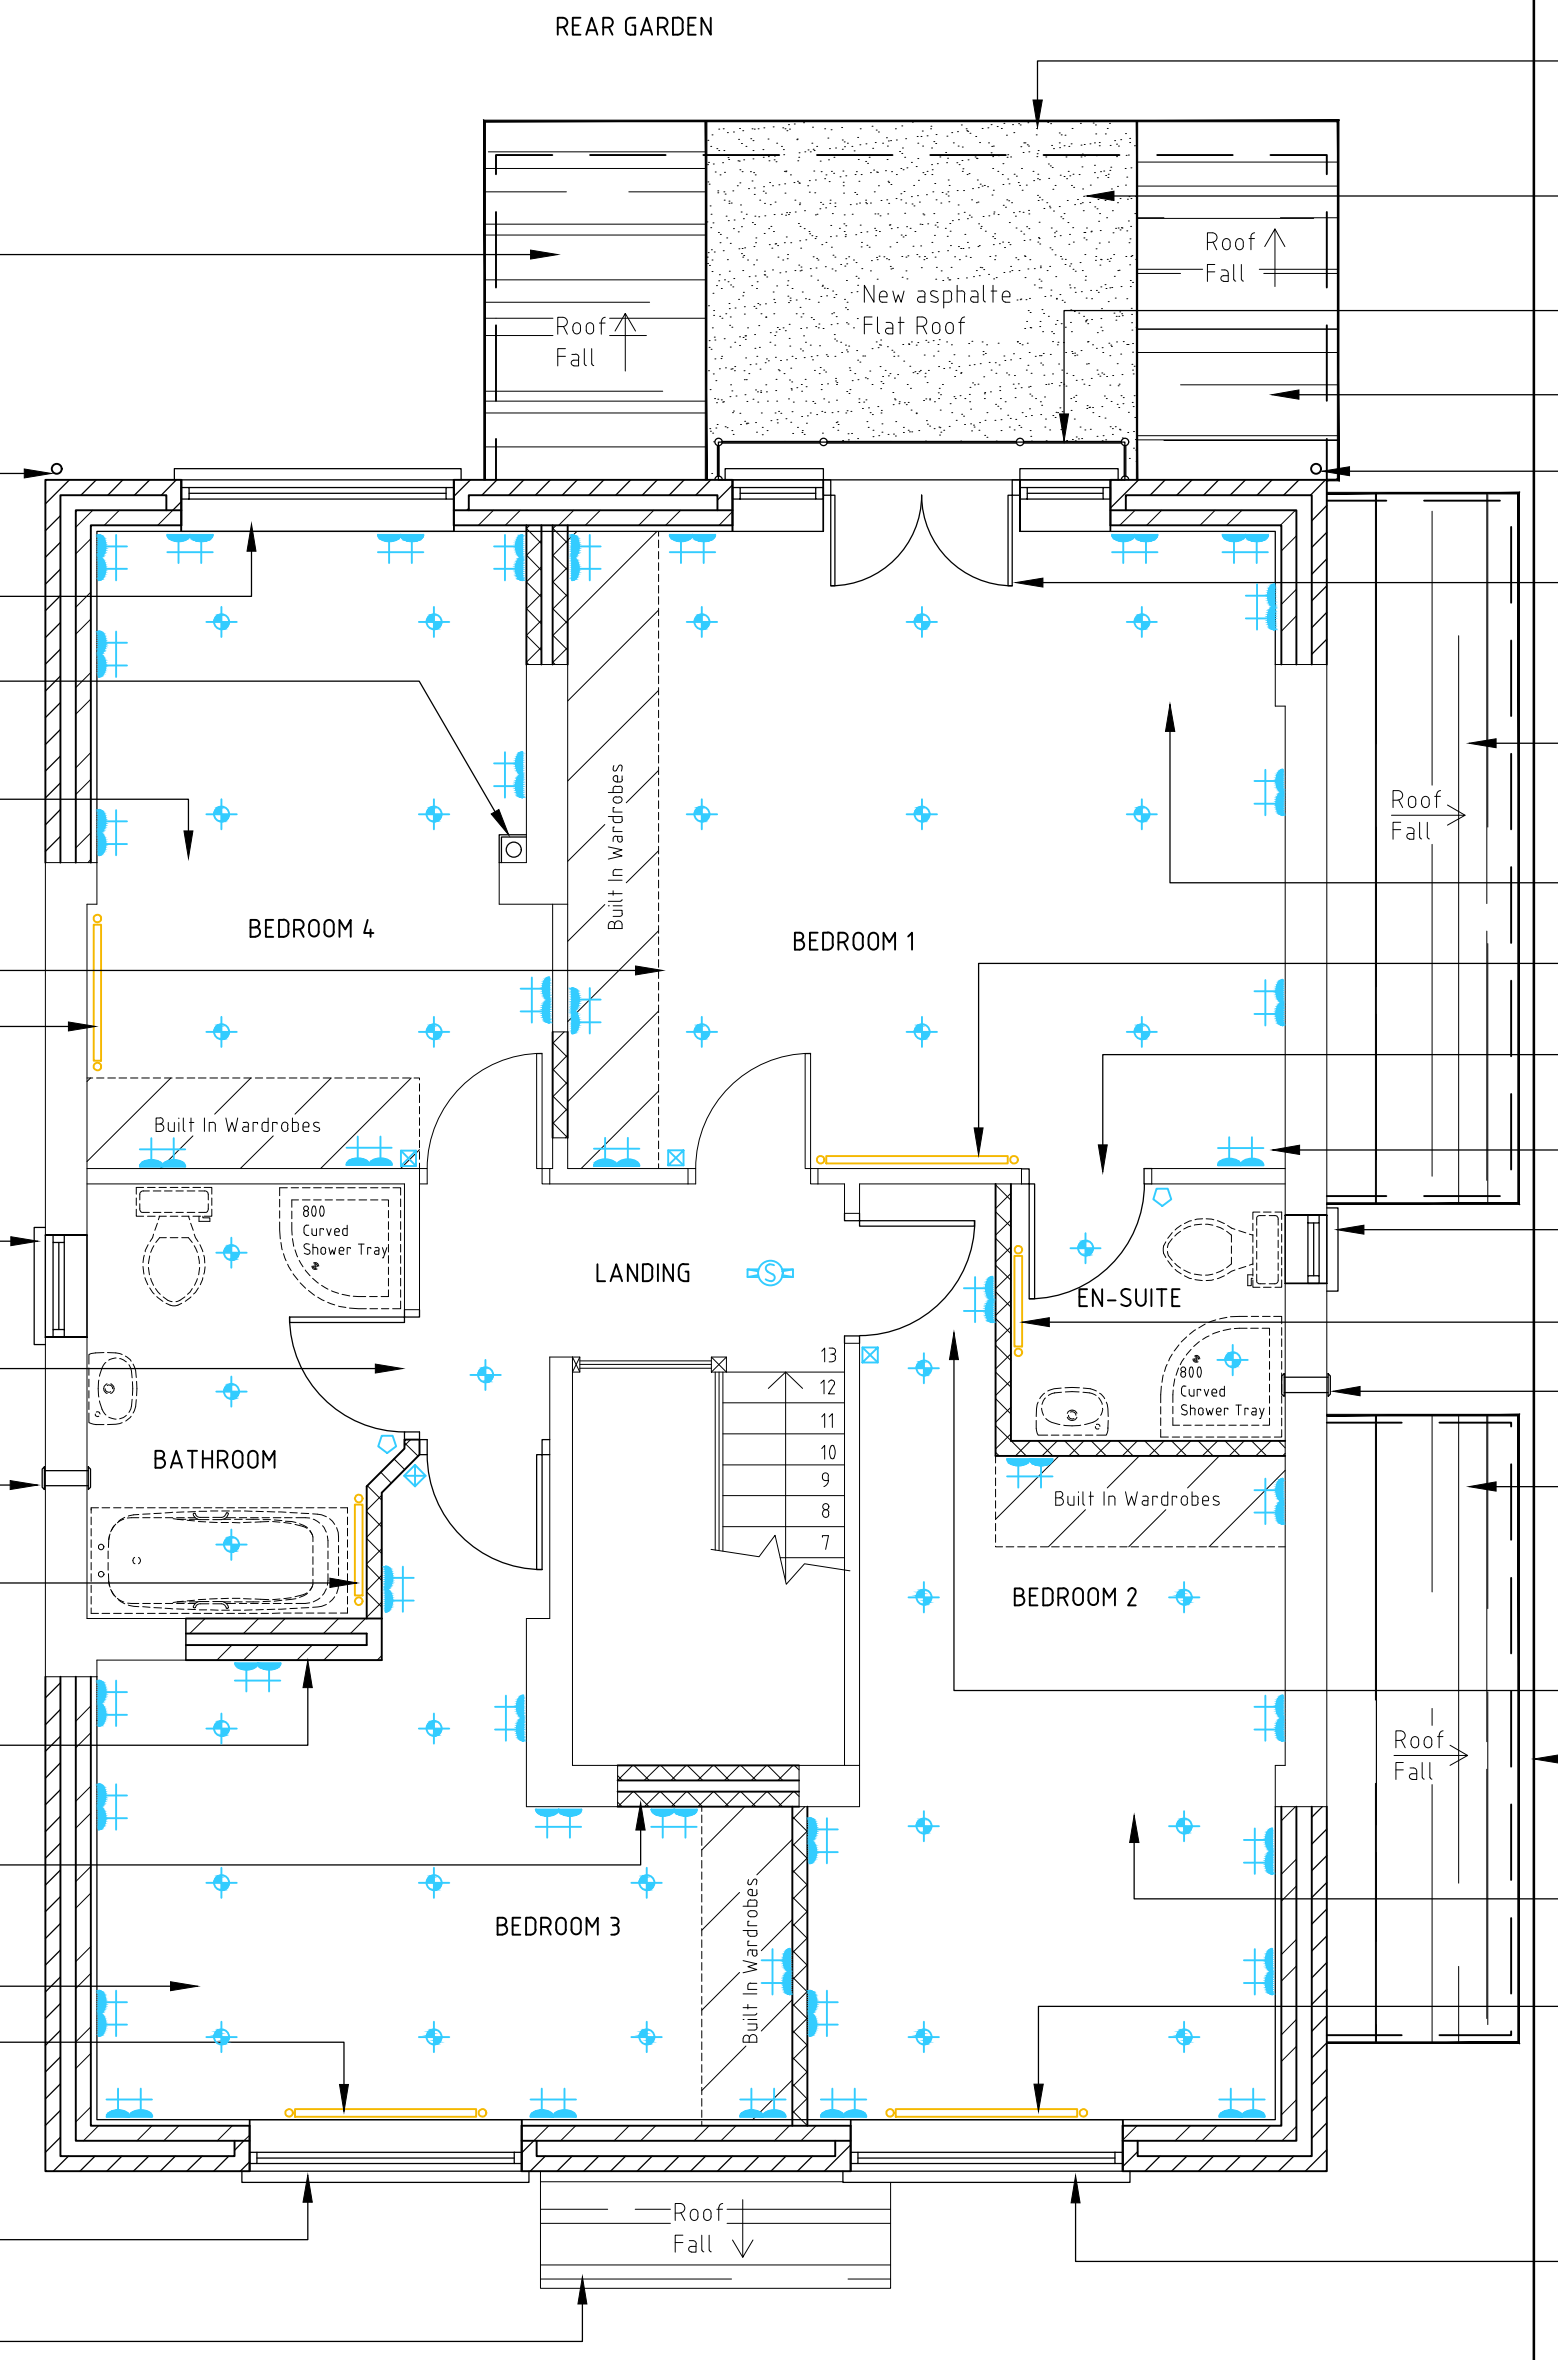 REAR GARDEN
Roof
Fall
New asphalte
Flat Roof
Roof
Fall
Built In Wardrobes
Roof
Fall
BEDROOM 4
BEDROOM 1
Built In Wardrobes
800
Curved
Shower Tray
LANDING
S
EN-SUITE
13
12
11
10
9
8
7
800
Curved
Shower Tray
BATHROOM
Built In Wardrobes
BEDROOM 2
Roof
Fall
BEDROOM 3
Built In Wardrobes
Roof
Fall